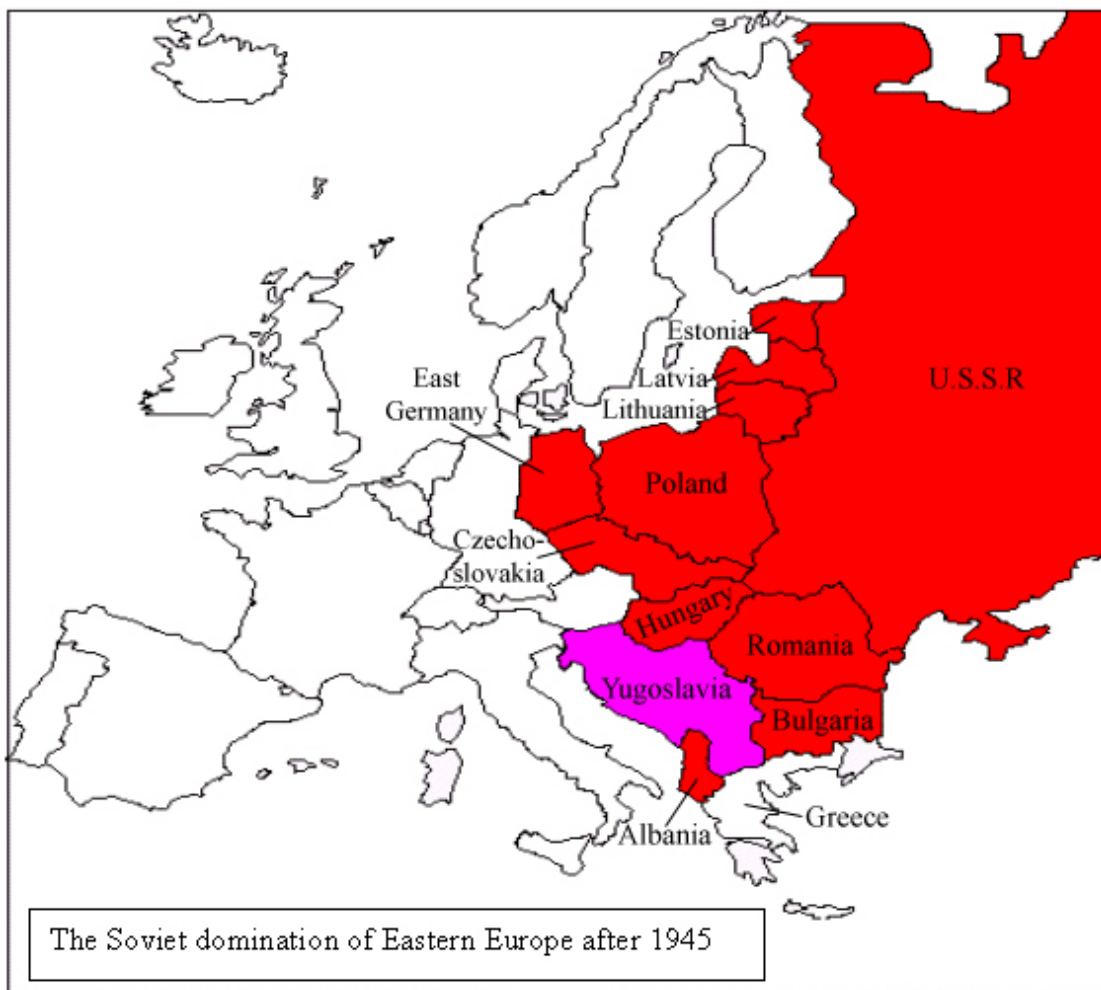 Estonia
Latvia
Lithuania
U.S.S.R
East
Germany
Poland
Czecho-
slovakia
Hungary
Romania
Yugoslavia
Bulgaria
Greece
Albania
The Soviet domination of Eastern Europe after 1945